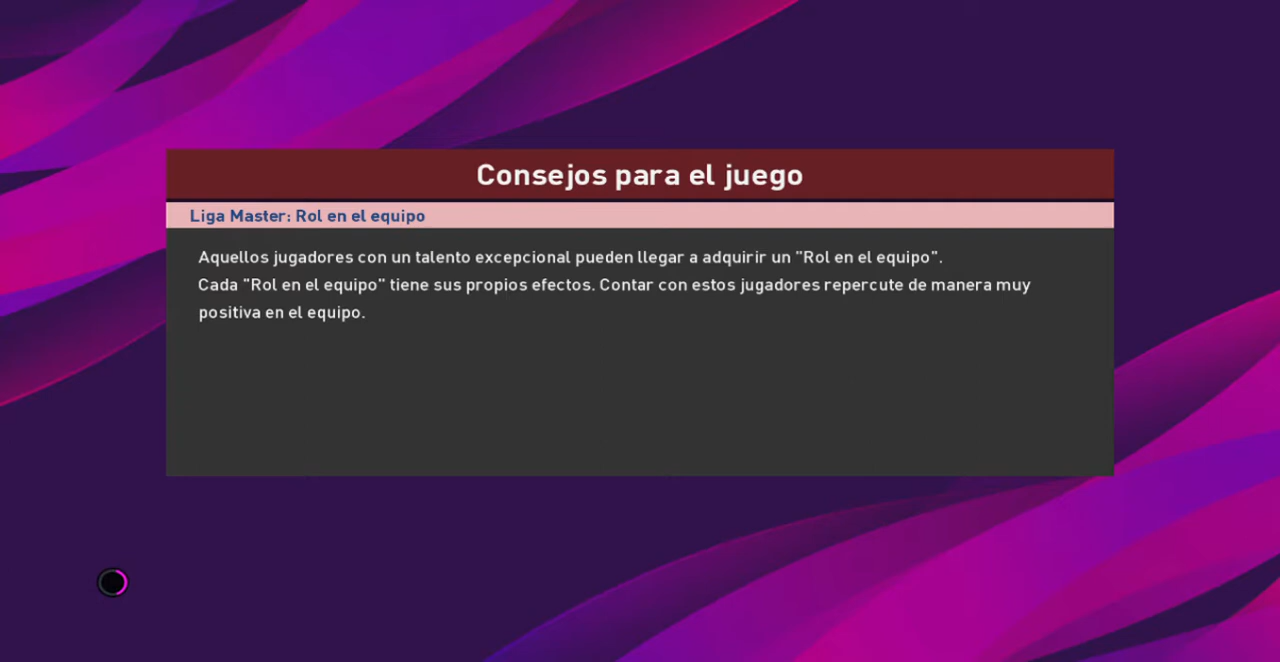 Consejos para el juego
Liga Master: Rol en el equipo
Aquellos jugadores con un talento excepcional pueden llegar a adquirir un "Rol en el equipo".
Cada "Rol en el equipo" tiene sus propios efectos. Contar con estos jugadores repercute de manera muy
positiva en el equipo.